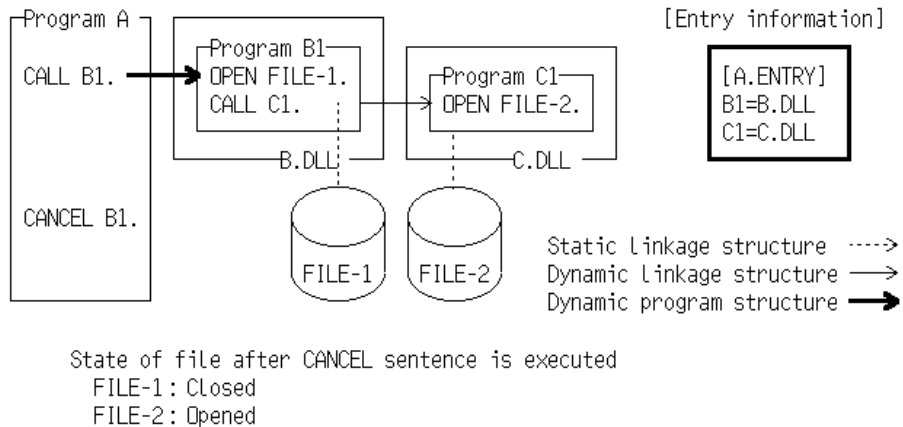 Program A
CALL B1.
CANCEL B1.
Program B1
OPEN FILE-1.
CALL C1.
B.DLL
Program C1
OPEN FILE-2.
C.DLL
FILE-1
FILE-2
[Entry information]
[A.ENTRY]
B1=B.DLL
C1=C.DLL
Static linkage structure
Dynamic linkage structure
Dynamic program structure
State of file after CANCEL sentence is executed
FILE-1: Closed
FILE-2: Opened